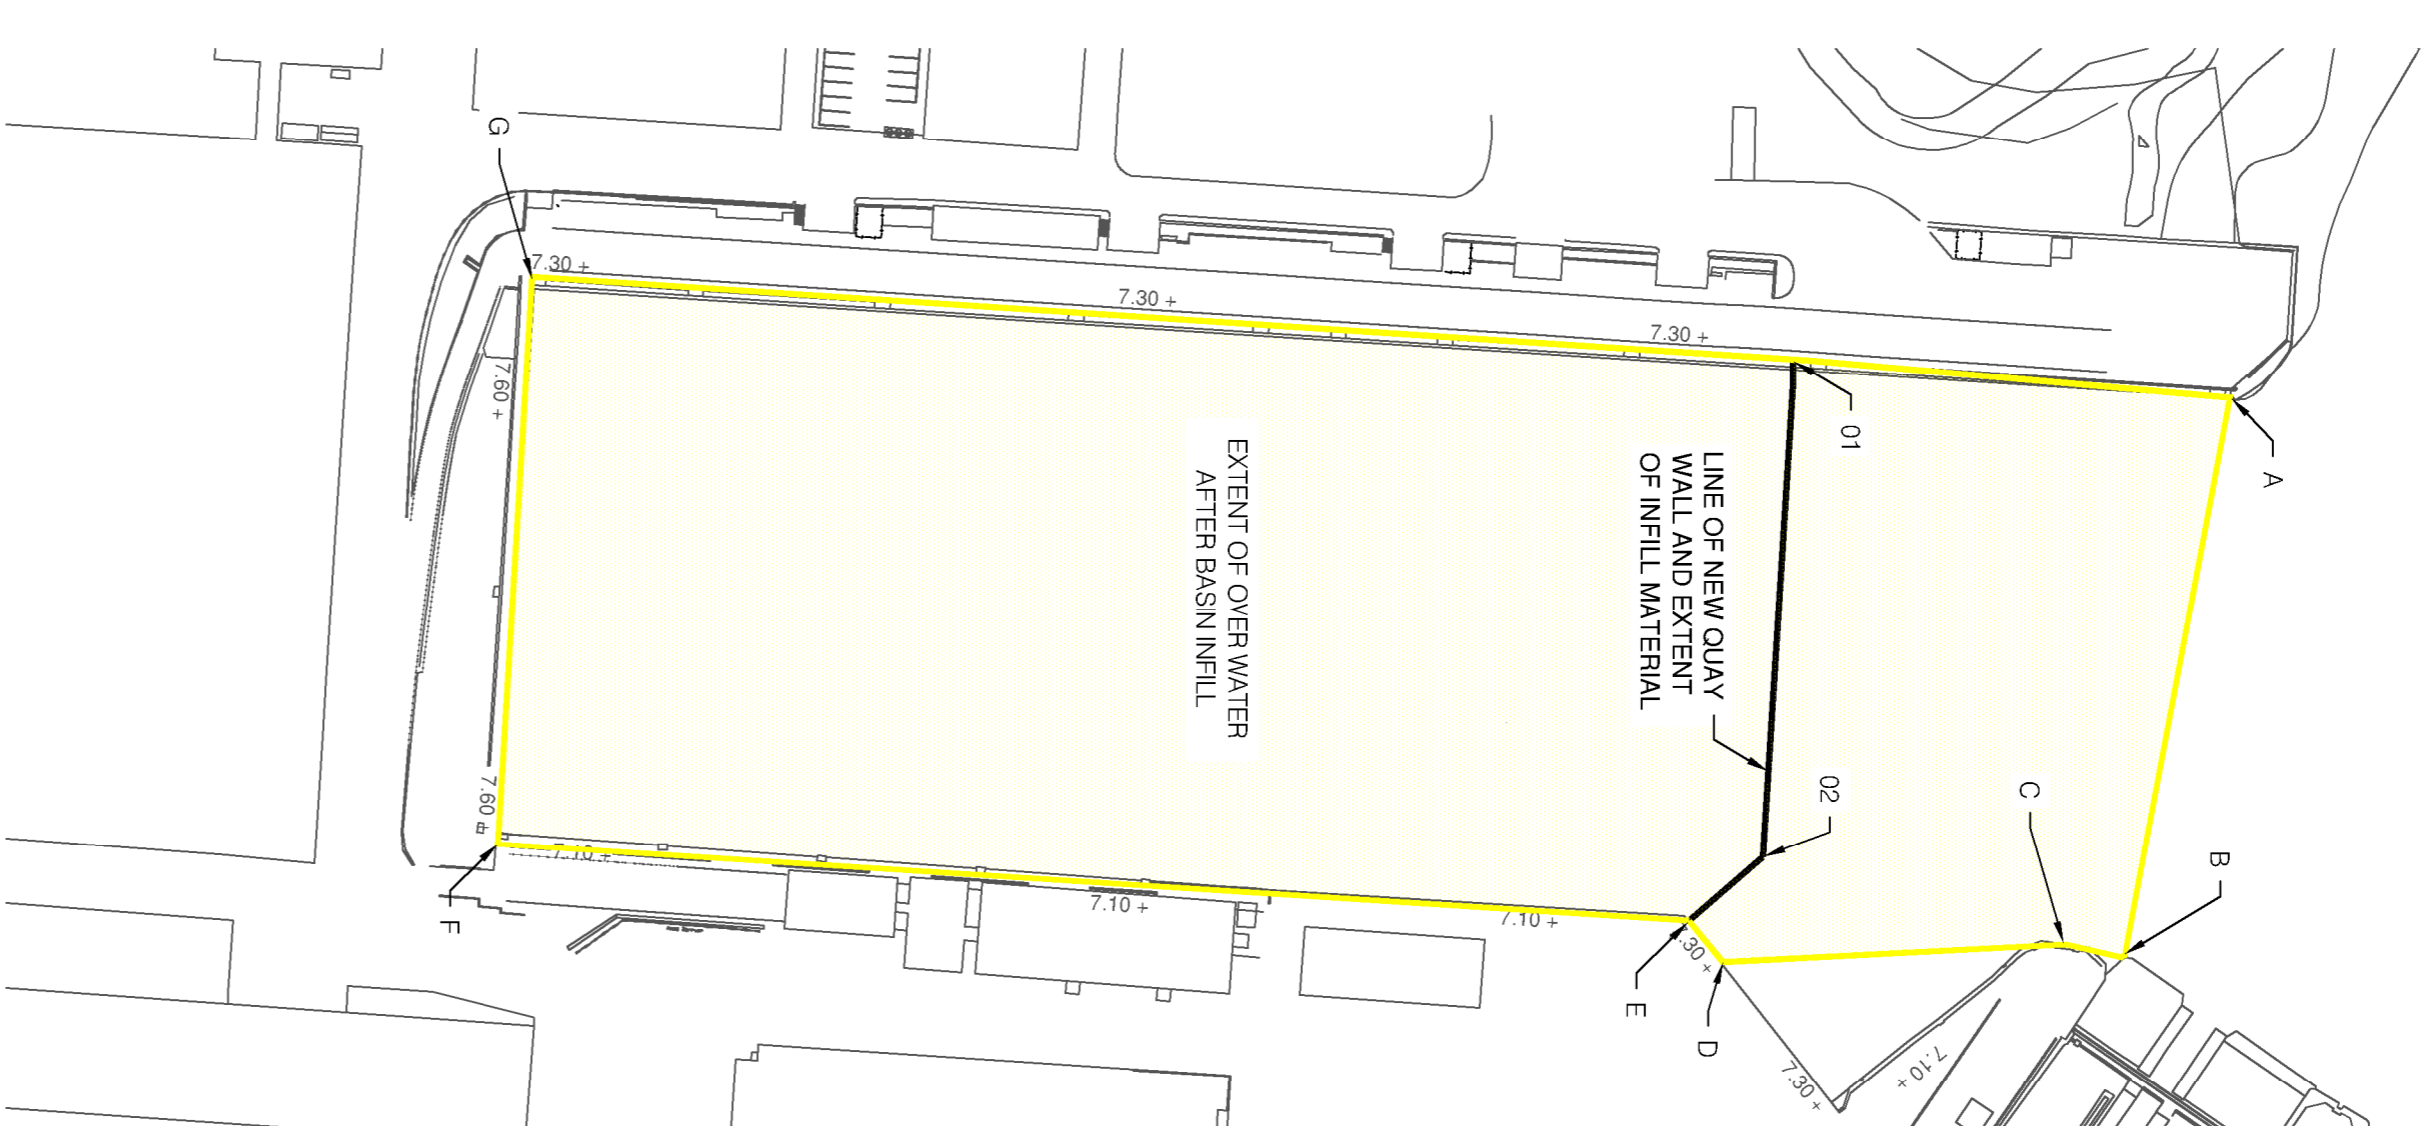 G
7.30 +
7.30 +
7.30 +
01
A
7.60 +
EXTENT OF OVER WATER
AFTER BASIN INFILL
LINE OF NEW QUAY
WALL AND EXTENT
OF INFILL MATERIAL
02
C
B
7.60 +
7.10 +
7.10 +
7.10 +
F
.30 +
E
D
7.30 +
7.10 +